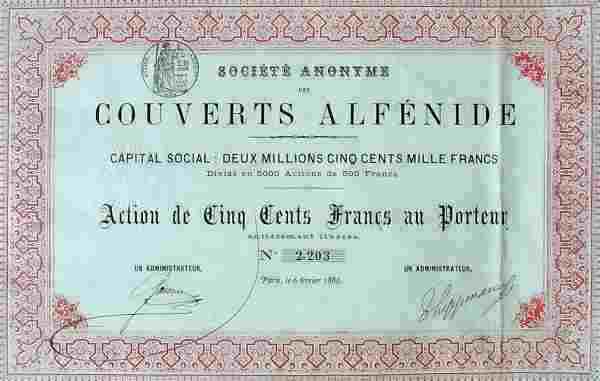 SOCIÉTÉ ANONYME
DES
COUVERTS ALFÉNIDE
CAPITAL SOCIAL : DEUX MILLIONS CINQ CENTS MILLE FRANCS
Divisé en 5000 Actions de 500 Francs
Action de Cinq Cents Francs au Porteur
entièrement libérée.
Nº 2.203
UN ADMINISTRATEUR,
UN ADMINISTRATEUR,
Paris, le 6 février